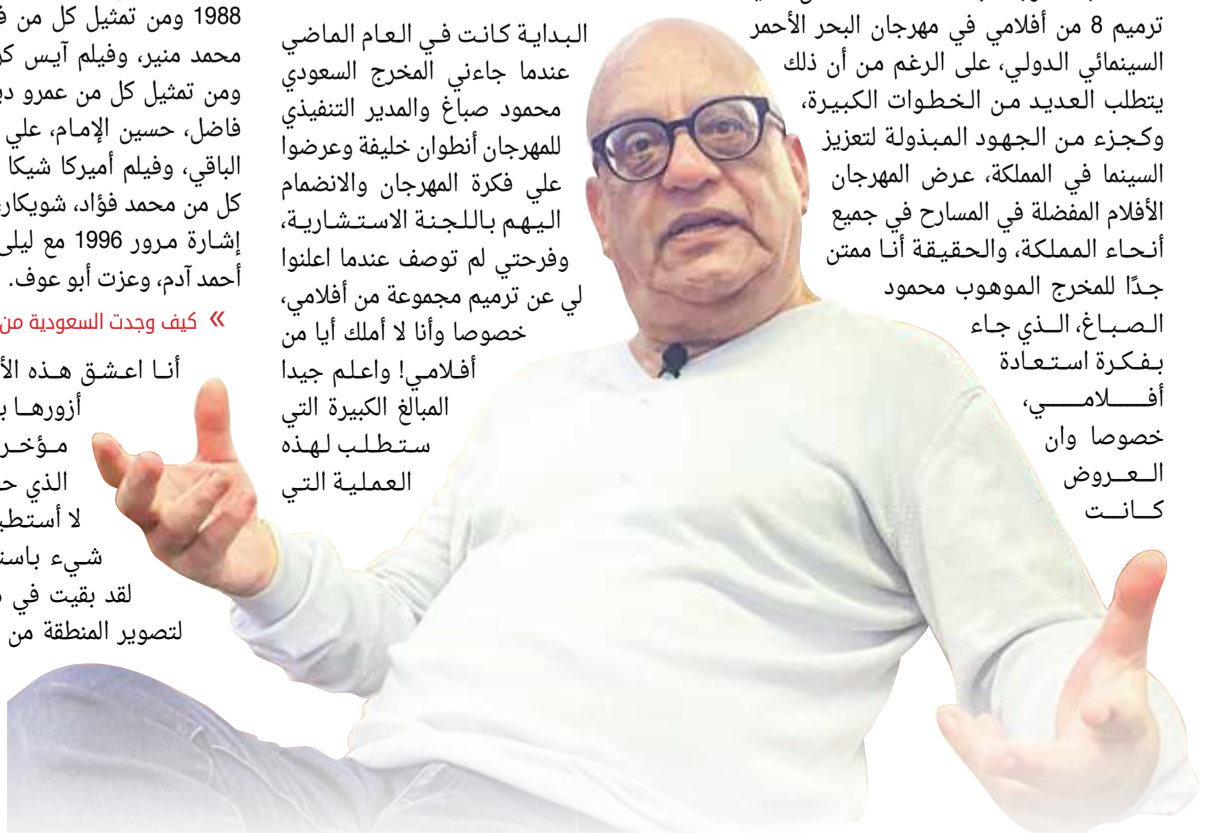 ترميم 8 من أفلامي في مهرجان البحر الأحمر
السينمائي الدولي، على الرغم من أن ذلك
يتطلب العديد من الخطوات الكبيرة،
وكجزء من الجهود المبذولة لتعزيز
السينما في المملكة، عرض المهرجان
الأفلام المفضلة في المسارح في جميع
أنحاء المملكة، والحقيقة أنا ممتن
جدًا للمخرج الموهوب محمود
الصباغ، الذي جاء
بفكرة استعادة
أفلامي،
خصوصا وان
العروض
كانت
البداية كانت في العام الماضي
عندما جاءني المخرج السعودي
محمود صباغ والمدير التنفيذي
للمهرجان أنطوان خليفة وعرضوا
علي فكرة المهرجان والانضمام
اليهم باللجنة الاستشارية،
وفرحتي لم توصف عندما اعلنوا
لي عن ترميم مجموعة من أفلامي،
خصوصا وأنا لا أملك أيا من
أفلامي! واعلم جيدا
المبالغ الكبيرة التي
ستطلب لهذه
العملية التي
1988 ومن تمثيل كل من
محمد منير، وفيلم آيس
ومن تمثيل كل من عمرو
فاضل، حسين الإمام، علي
الباقي، وفيلم أميركا شيكا
كل من محمد فؤاد، شويكار،
إشارة مرور 1996 مع ليلى
أحمد آدم، وعزت أبو عوف.
» كيف وجدت السعودية من
أنا اعشق هذه
أزورها
الذي
لا
شيء
لقد بقيت في
لتصوير المنطقة من